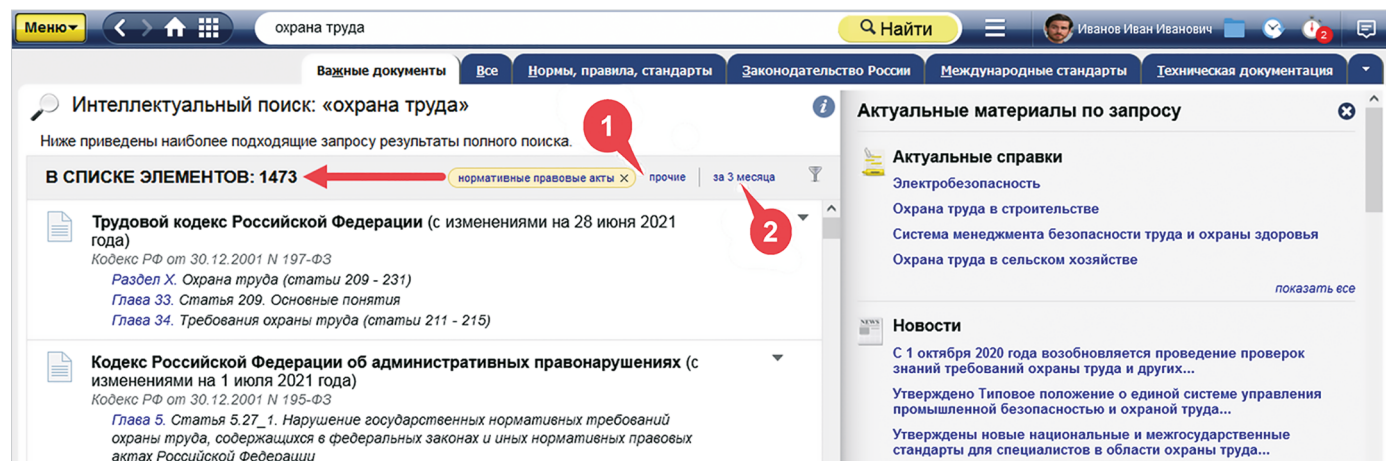 Меню
охрана труда
Найти
Иванов Иван Иванович
2
Важные документы
Все
Нормы, правила, стандарты
Законодательство России
Международные стандарты
Техническая документация
Интеллектуальный поиск: «охрана труда»
i
Ниже приведены наиболее подходящие запросу результаты полного поиска.
1
В СПИСКЕ ЭЛЕМЕНТОВ: 1473
нормативные правовые акты ×
прочие
за 3 месяца
2
Трудовой кодекс Российской Федерации (с изменениями на 28 июня 2021
года)
Кодекс РФ от 30.12.2001 N 197-ФЗ
Раздел X. Охрана труда (статьи 209 - 231)
Глава 33. Статья 209. Основные понятия
Глава 34. Требования охраны труда (статьи 211 - 215)
Кодекс Российской Федерации об административных правонарушениях (с
изменениями на 1 июля 2021 года)
Кодекс РФ от 30.12.2001 N 195-ФЗ
Глава 5. Статья 5.27_1. Нарушение государственных нормативных требований
охраны труда, содержащихся в федеральных законах и иных нормативных правовых
актах Российской Федерации
Актуальные материалы по запросу
Актуальные справки
Электробезопасность
Охрана труда в строительстве
Система менеджмента безопасности труда и охраны здоровья
Охрана труда в сельском хозяйстве
показать все
NEWS
Новости
С 1 октября 2020 года возобновляется проведение проверок
знаний требований охраны труда и других...
Утверждено Типовое положение о единой системе управления
промышленной безопасностью и охраной труда...
Утверждены новые национальные и межгосударственные
стандарты для специалистов в области охраны труда...